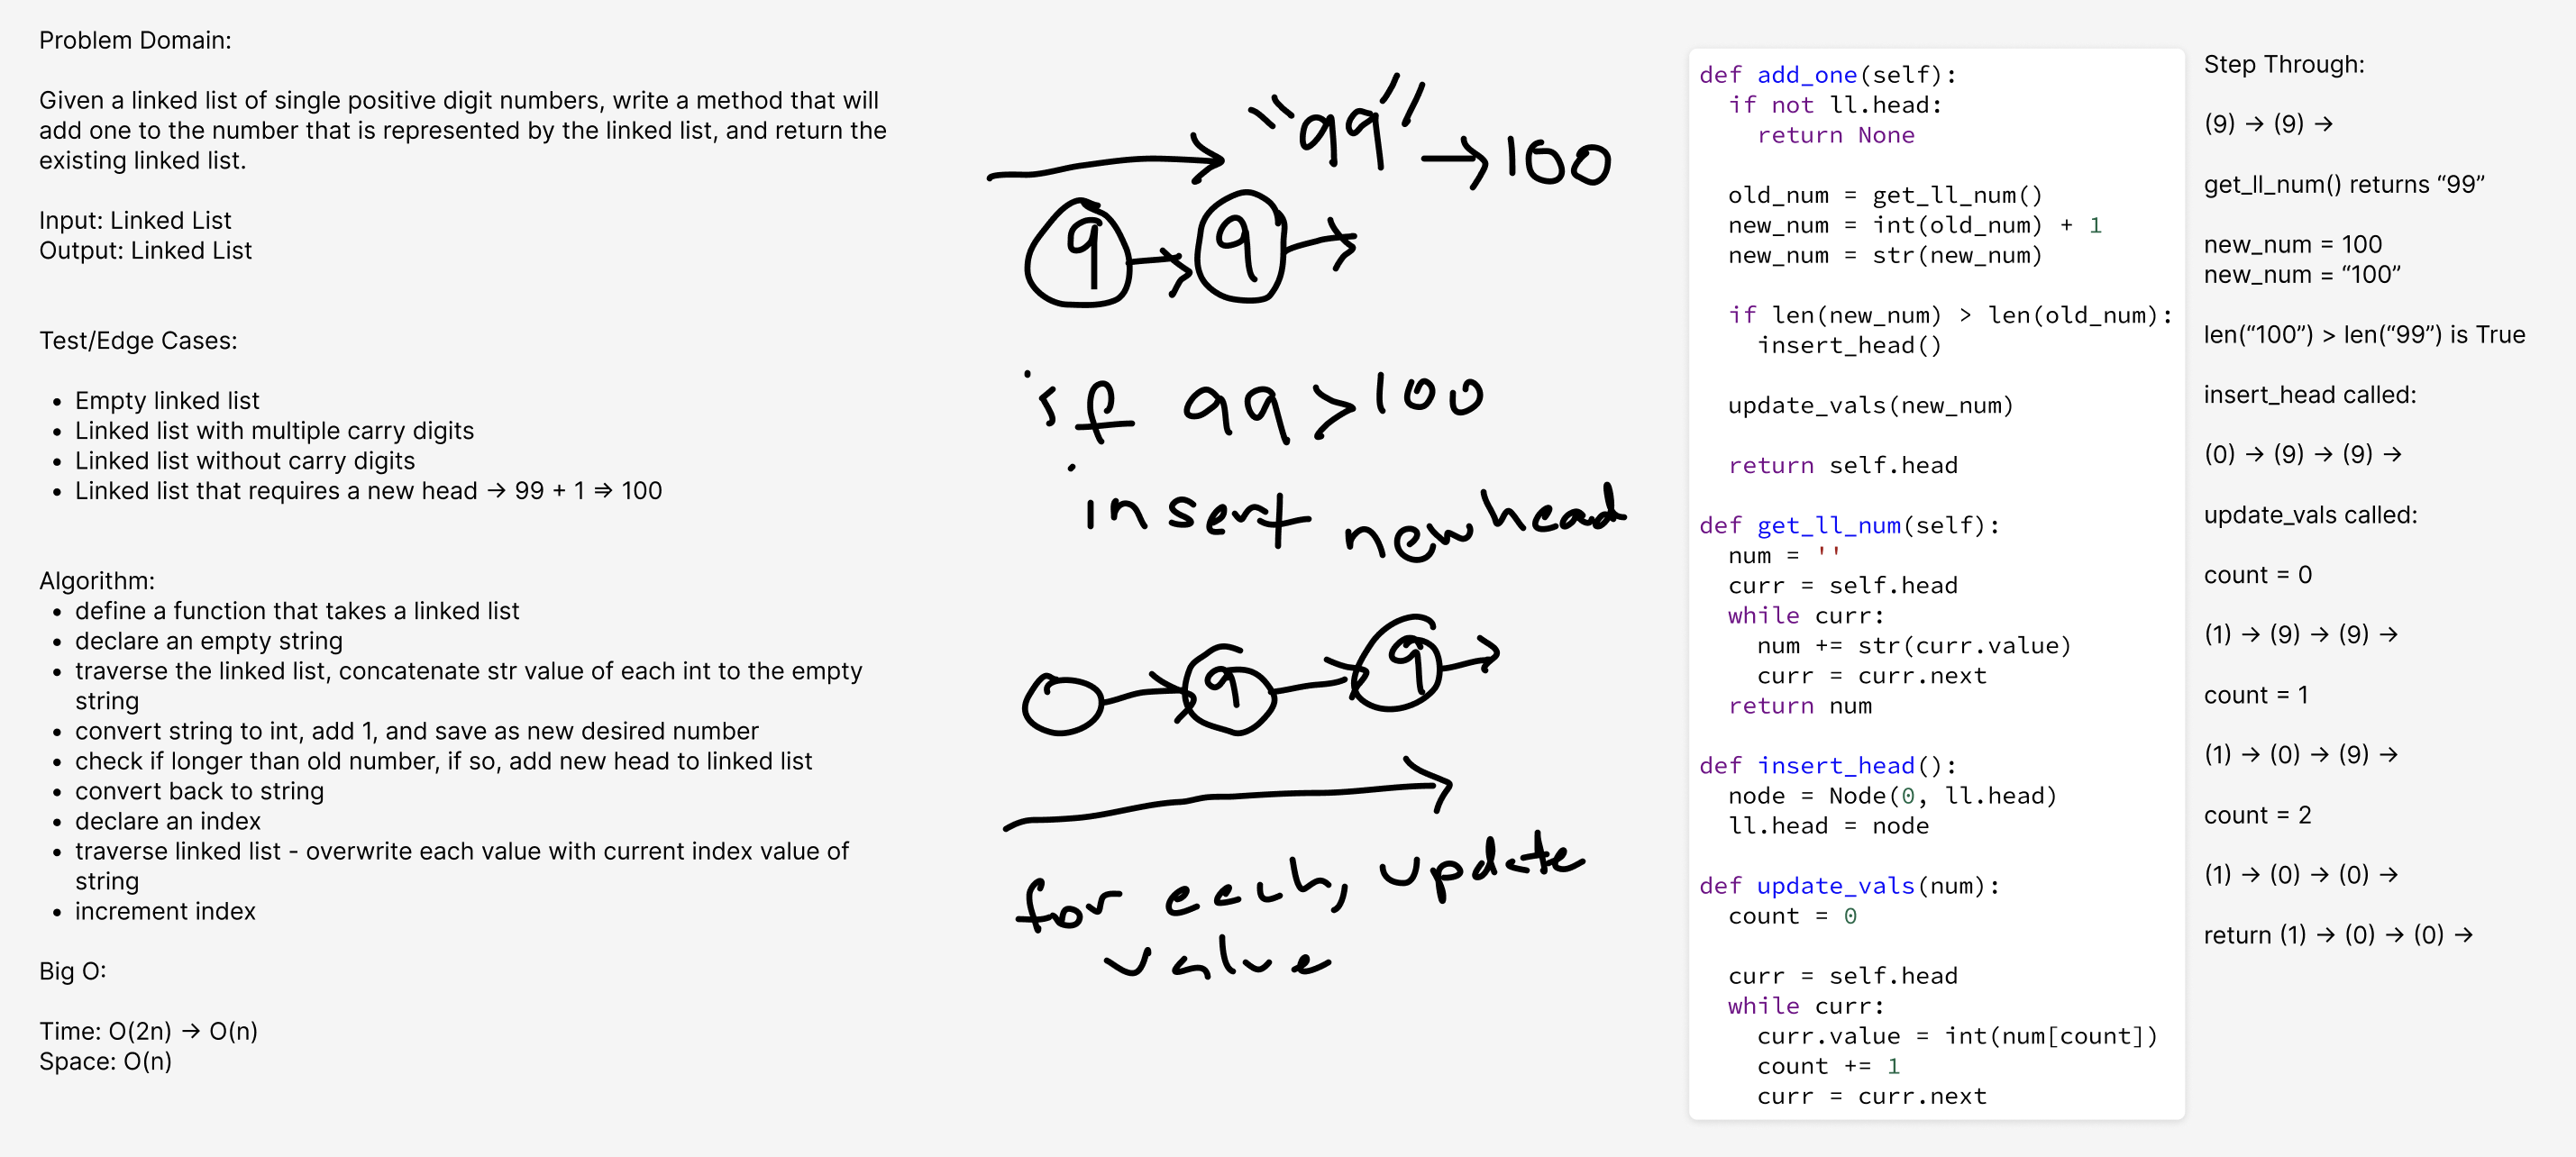 Problem Domain:
Given a linked list of single positive digit numbers, write a method that will
add one to the number that is represented by the linked list, and return the
existing linked list.
Input: Linked List
Output: Linked List
Test/Edge Cases:
• Empty linked list
• Linked list with multiple carry digits
• Linked list without carry digits
• Linked list that requires a new head → 99 + 1 ⇒ 100
Algorithm:
• define a function that takes a linked list
• declare an empty string
• traverse the linked list, concatenate str value of each int to the empty
string
• convert string to int, add 1, and save as new desired number
• check if longer than old number, if so, add new head to linked list
• convert back to string
• declare an index
• traverse linked list - overwrite each value with current index value of
string
• increment index
Big O:
Time: O(2n) → O(n)
Space: O(n)
"99" → 100
9 → 9 →
if 99 > 100
insert new head
0 → 9 → 9 →
for each, update
value
def add_one(self):
  if not ll.head:
    return None
  old_num = get_ll_num()
  new_num = int(old_num) + 1
  new_num = str(new_num)
  if len(new_num) > len(old_num):
    insert_head()
  update_vals(new_num)
  return self.head
def get_ll_num(self):
  num = ''
  curr = self.head
  while curr:
    num += str(curr.value)
    curr = curr.next
  return num
def insert_head():
  node = Node(0, ll.head)
  ll.head = node
def update_vals(num):
  count = 0
  curr = self.head
  while curr:
    curr.value = int(num[count])
    count += 1
    curr = curr.next
Step Through:
(9) → (9) →
get_ll_num() returns “99”
new_num = 100
new_num = “100”
len(“100”) > len(“99”) is True
insert_head called:
(0) → (9) → (9) →
update_vals called:
count = 0
(1) → (9) → (9) →
count = 1
(1) → (0) → (9) →
count = 2
(1) → (0) → (0) →
return (1) → (0) → (0) →